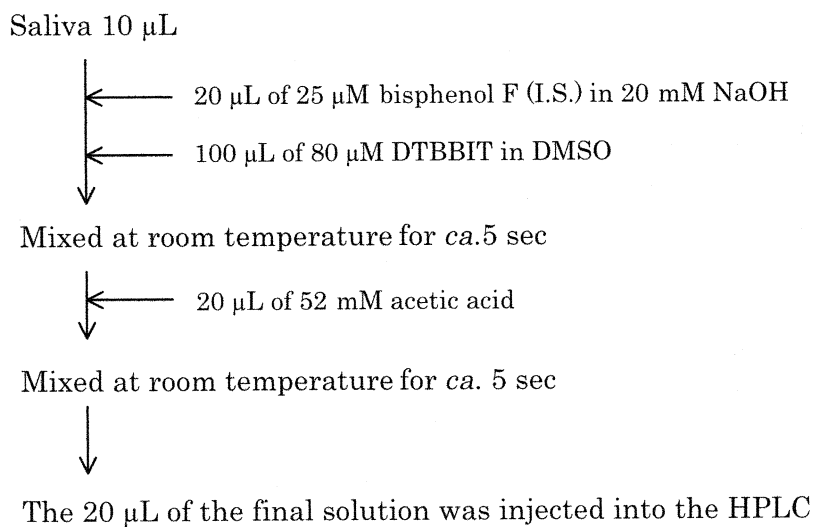 Saliva 10 µL
20 µL of 25 µM bisphenol F (I.S.) in 20 mM NaOH
100 µL of 80 µM DTBBIT in DMSO
Mixed at room temperature for ca.5 sec
20 µL of 52 mM acetic acid
Mixed at room temperature for ca. 5 sec
The 20 µL of the final solution was injected into the HPLC